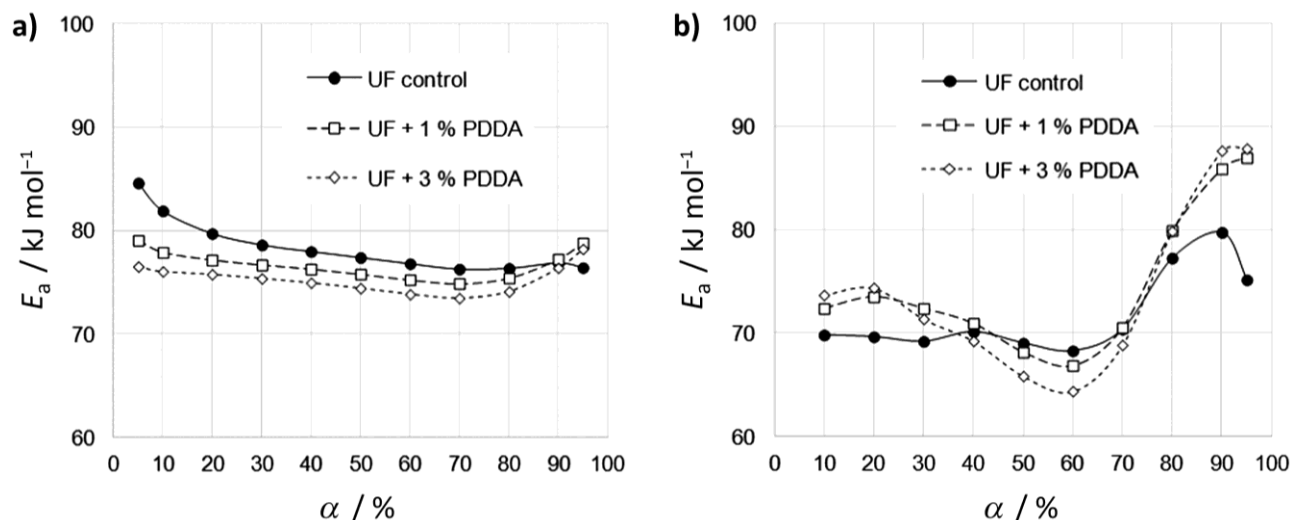 a)
E_a / kJ mol⁻¹
100
90
80
70
60
UF control
UF + 1 % PDDA
UF + 3 % PDDA
0 10 20 30 40 50 60 70 80 90 100
α / %
b)
E_a / kJ mol⁻¹
100
90
80
70
60
UF control
UF + 1 % PDDA
UF + 3 % PDDA
0 10 20 30 40 50 60 70 80 90 100
α / %